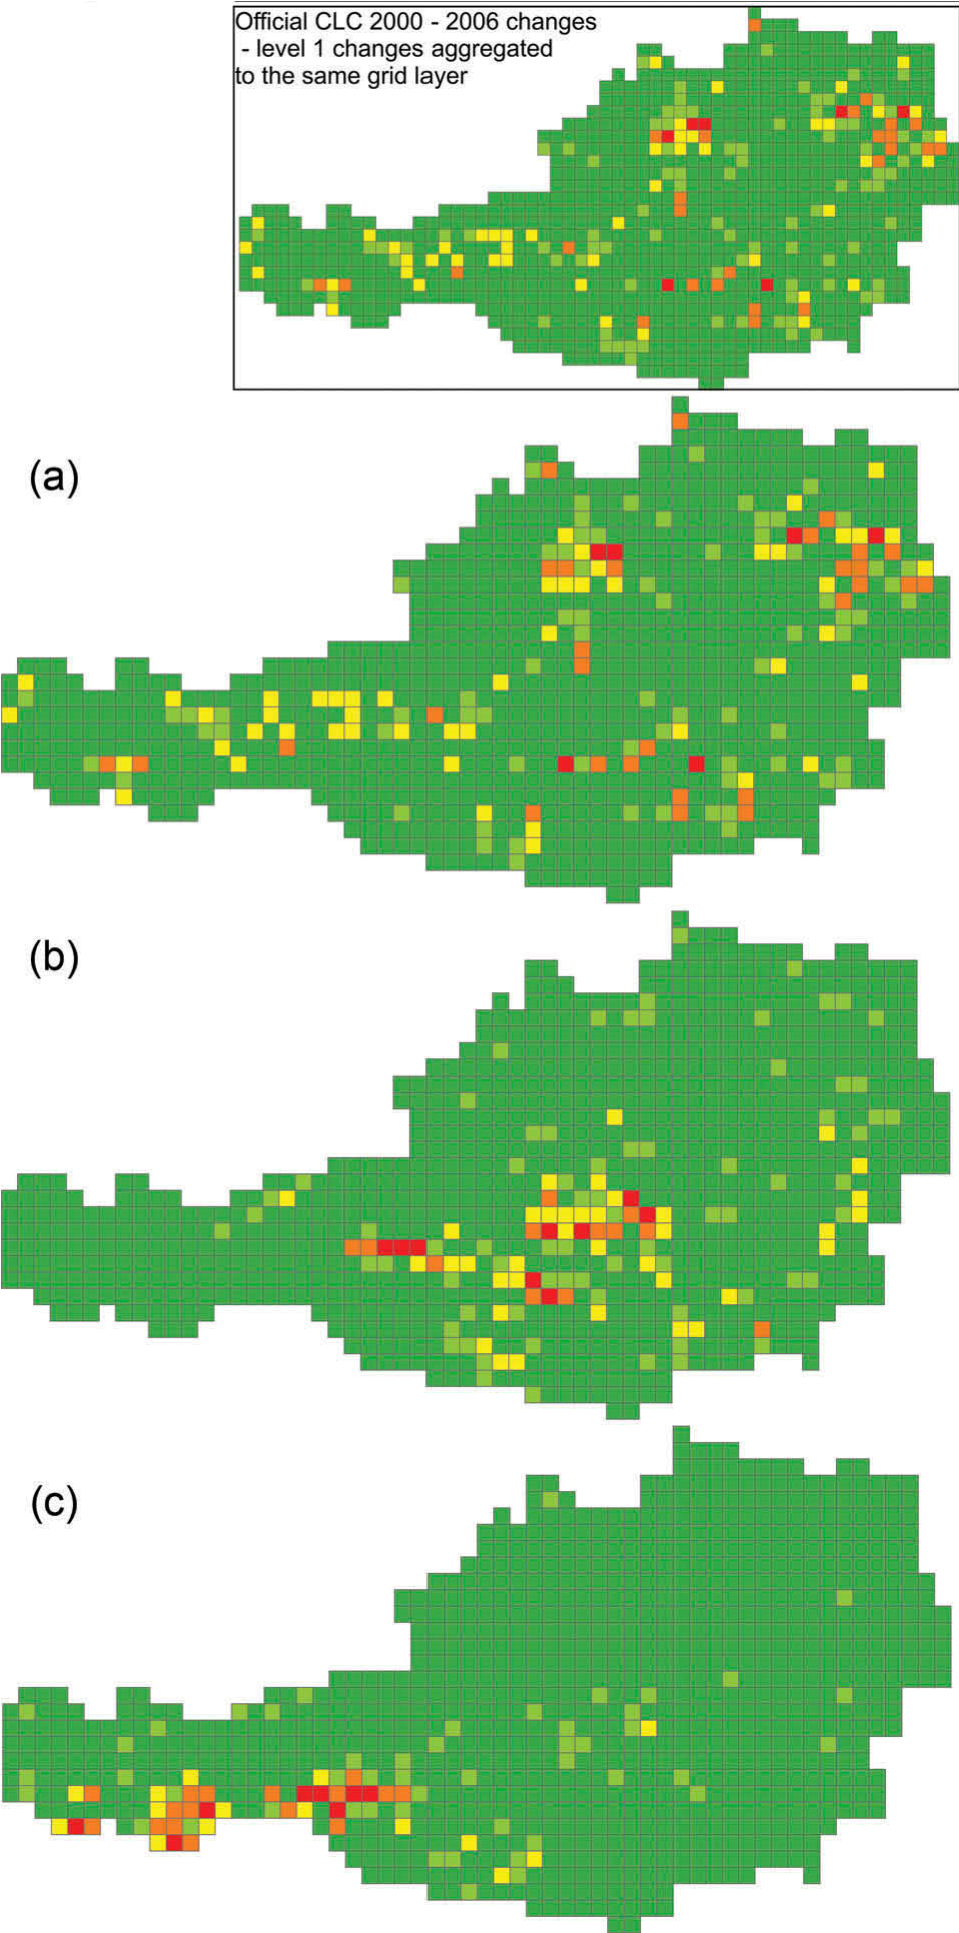 Official CLC 2000 - 2006 changes
- level 1 changes aggregated
to the same grid layer
(a)
(b)
(c)